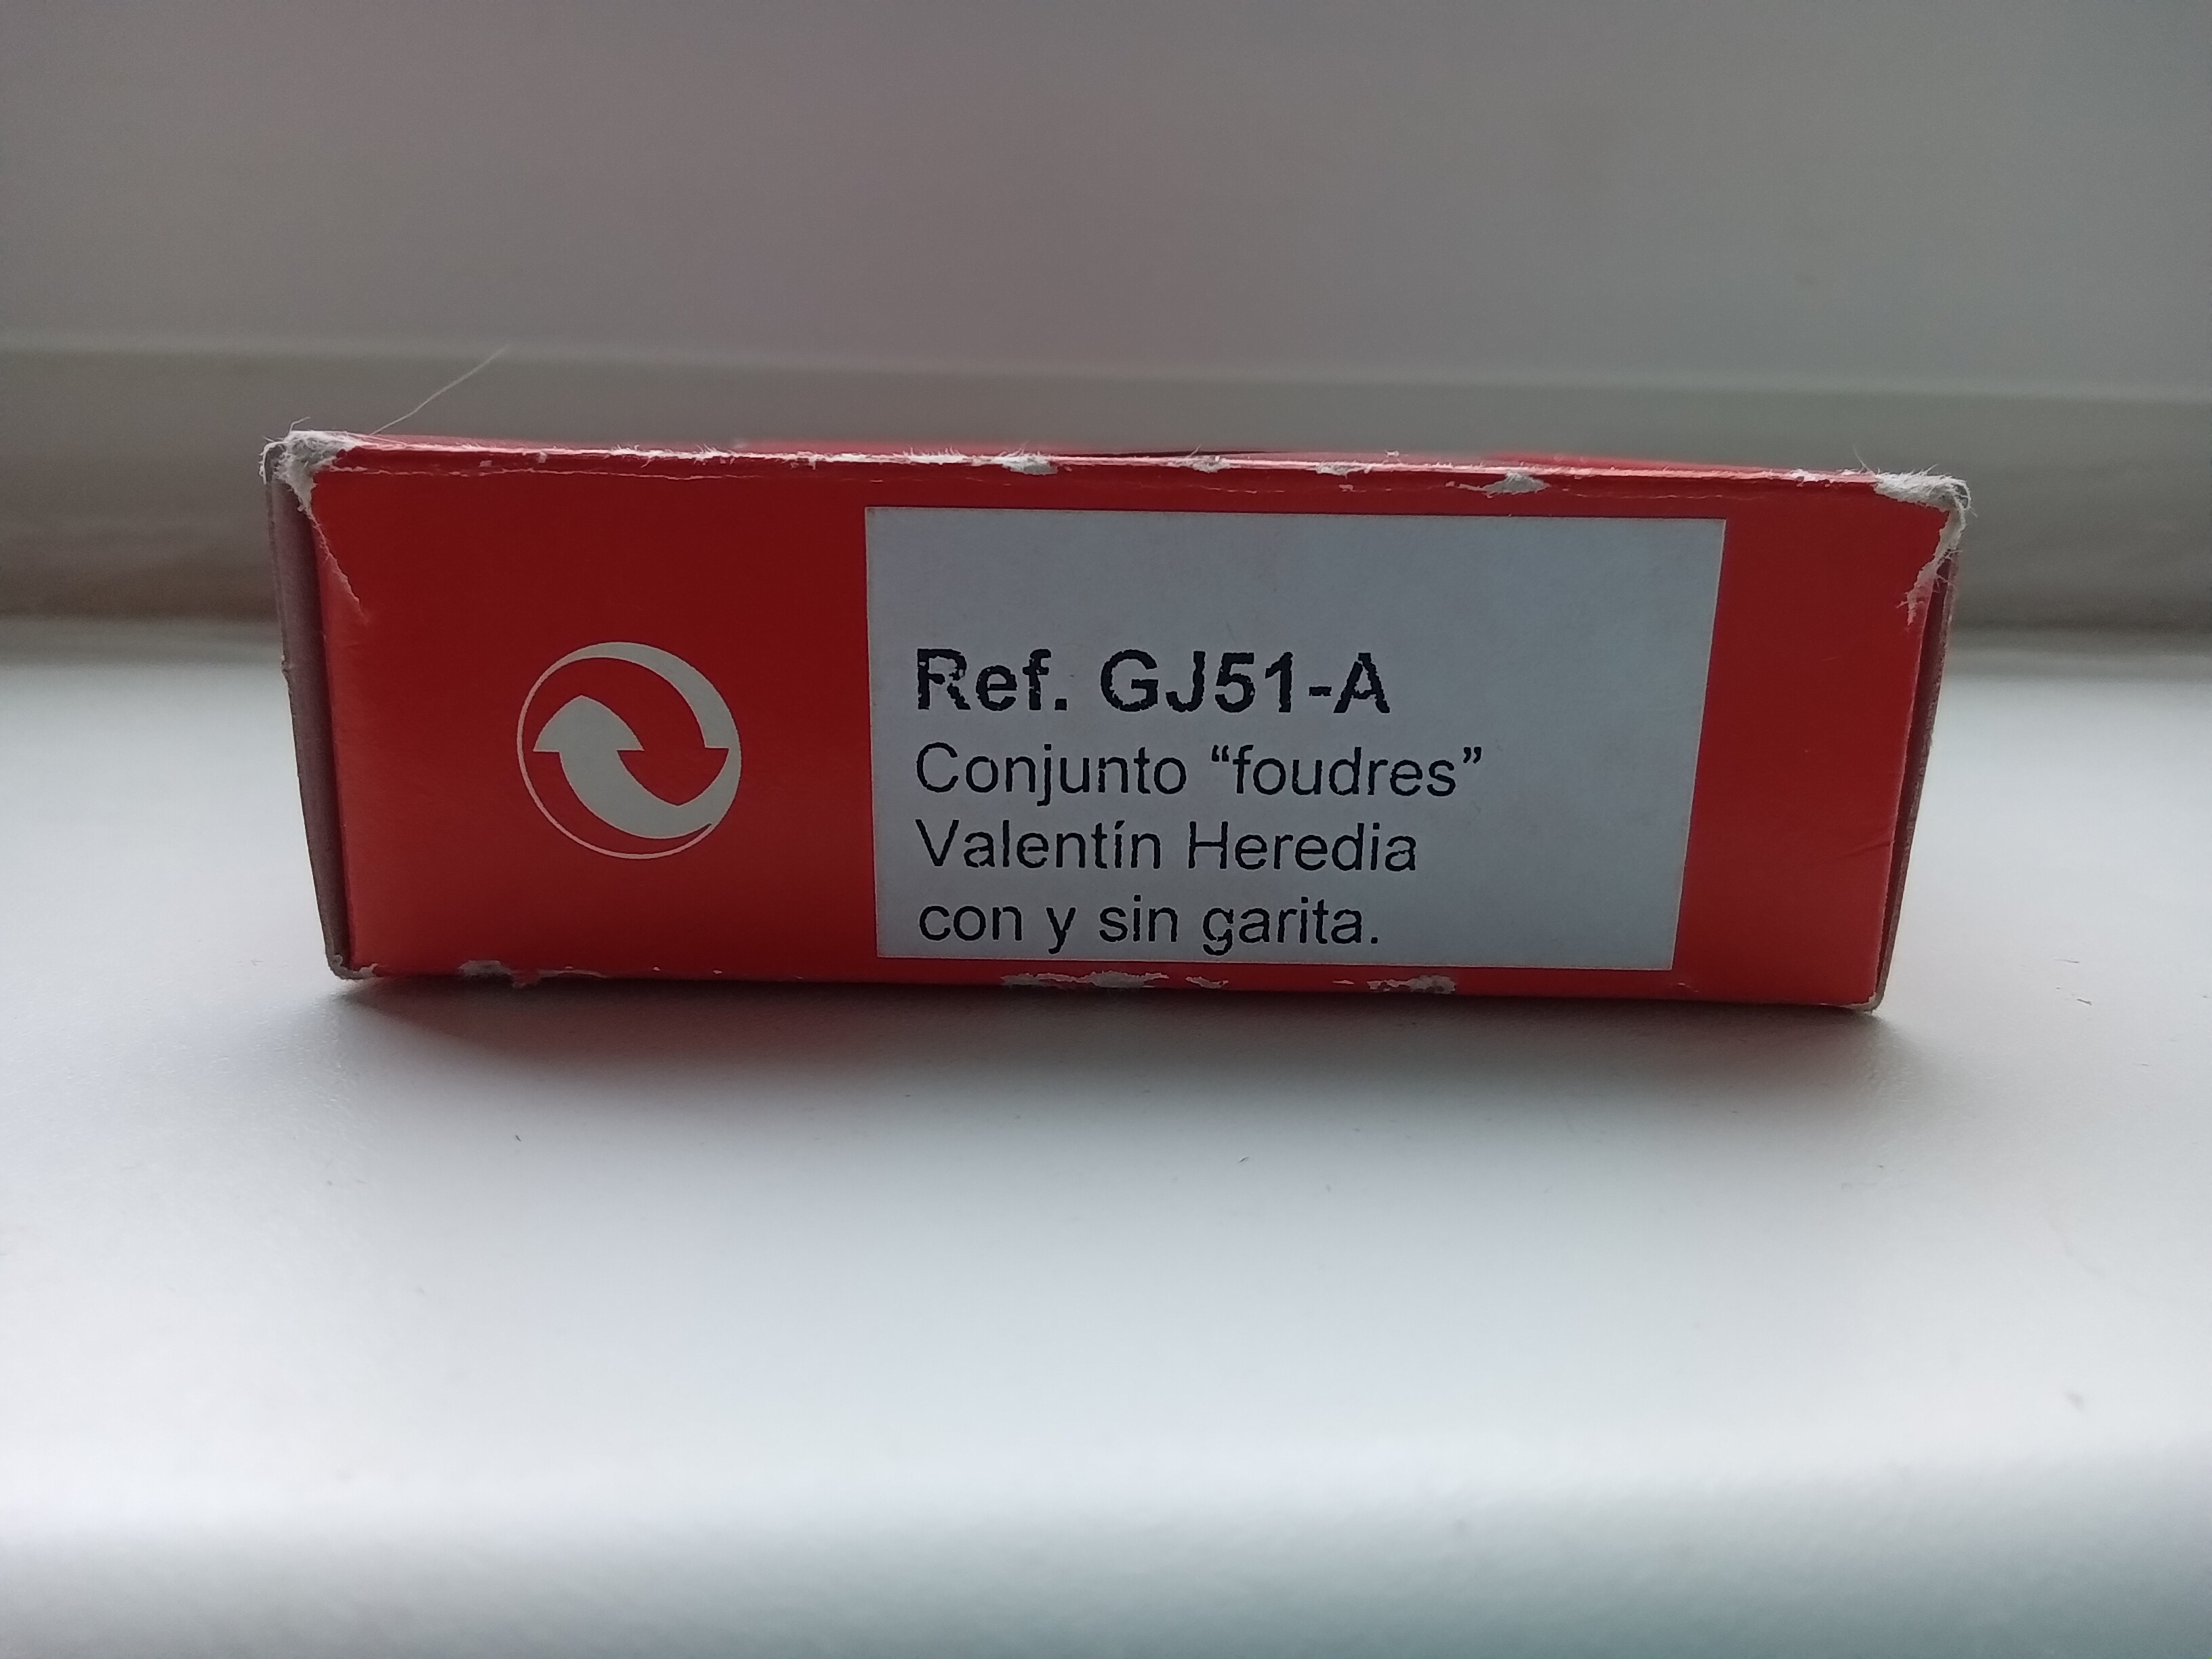 Ref. GJ51-A
Conjunto “foudres”
Valentín Heredia
con y sin garita.